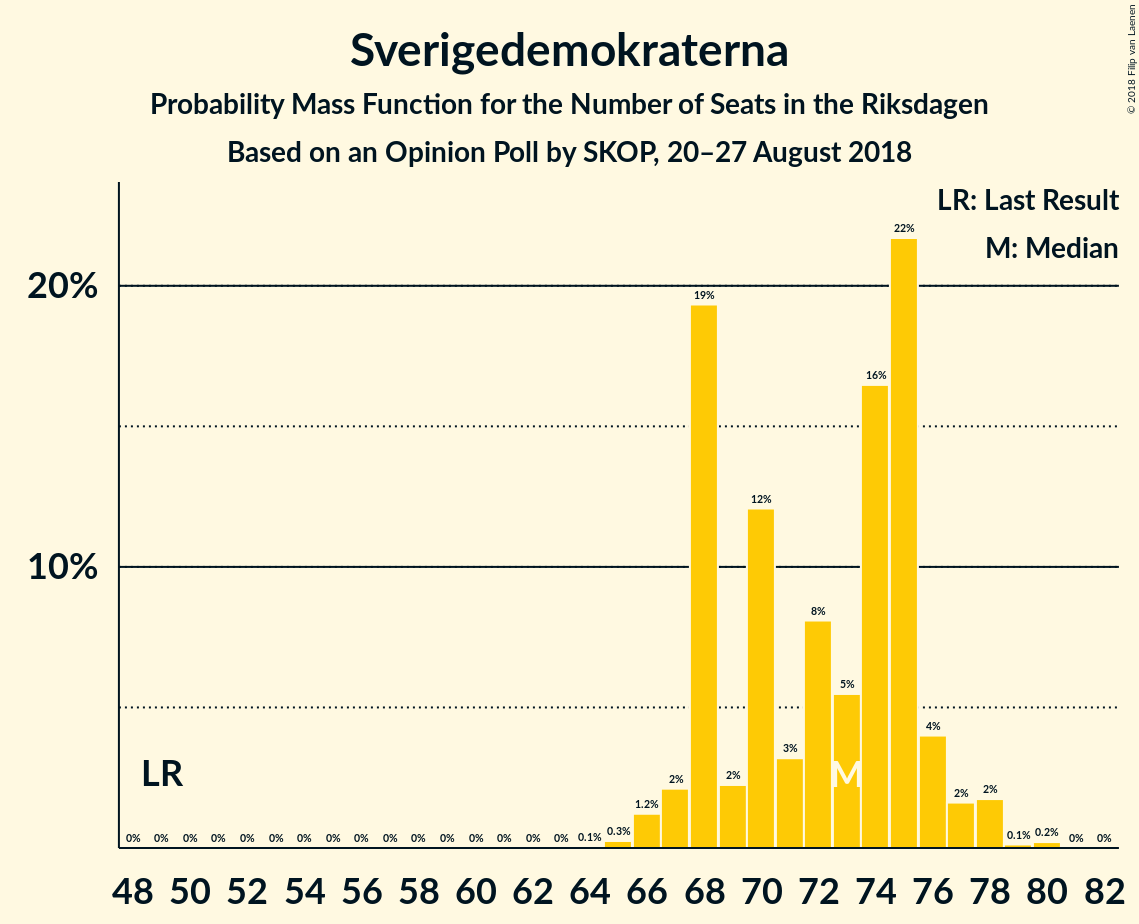 © 2018 Filip van Laenen
Sverigedemokraterna
Probability Mass Function for the Number of Seats in the Riksdagen
Based on an Opinion Poll by SKOP, 20–27 August 2018
LR: Last Result
M: Median
20%
10%
0% 0% 0% 0% 0% 0% 0% 0% 0% 0% 0% 0% 0% 0% 0% 0% 0.1% 0.3% 1.2% 2% 19% 2% 12% 3% 8% 5% 16% 22% 4% 2% 2% 0.1% 0.2% 0% 0%
LR
M
48 50 52 54 56 58 60 62 64 66 68 70 72 74 76 78 80 82